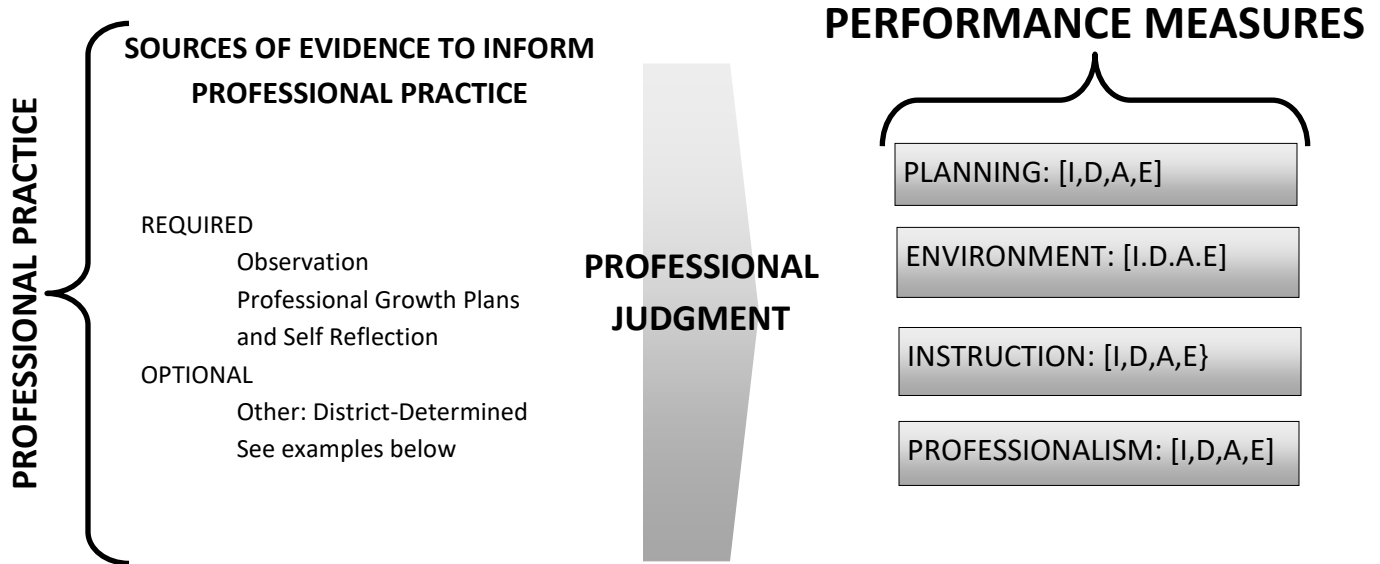 PROFESSIONAL PRACTICE
SOURCES OF EVIDENCE TO INFORM
PROFESSIONAL PRACTICE
REQUIRED
Observation
Professional Growth Plans
and Self Reflection
OPTIONAL
Other: District-Determined
See examples below
PROFESSIONAL
JUDGMENT
PERFORMANCE MEASURES
PLANNING: [I,D,A,E]
ENVIRONMENT: [I.D.A.E]
INSTRUCTION: [I,D,A,E}
PROFESSIONALISM: [I,D,A,E]